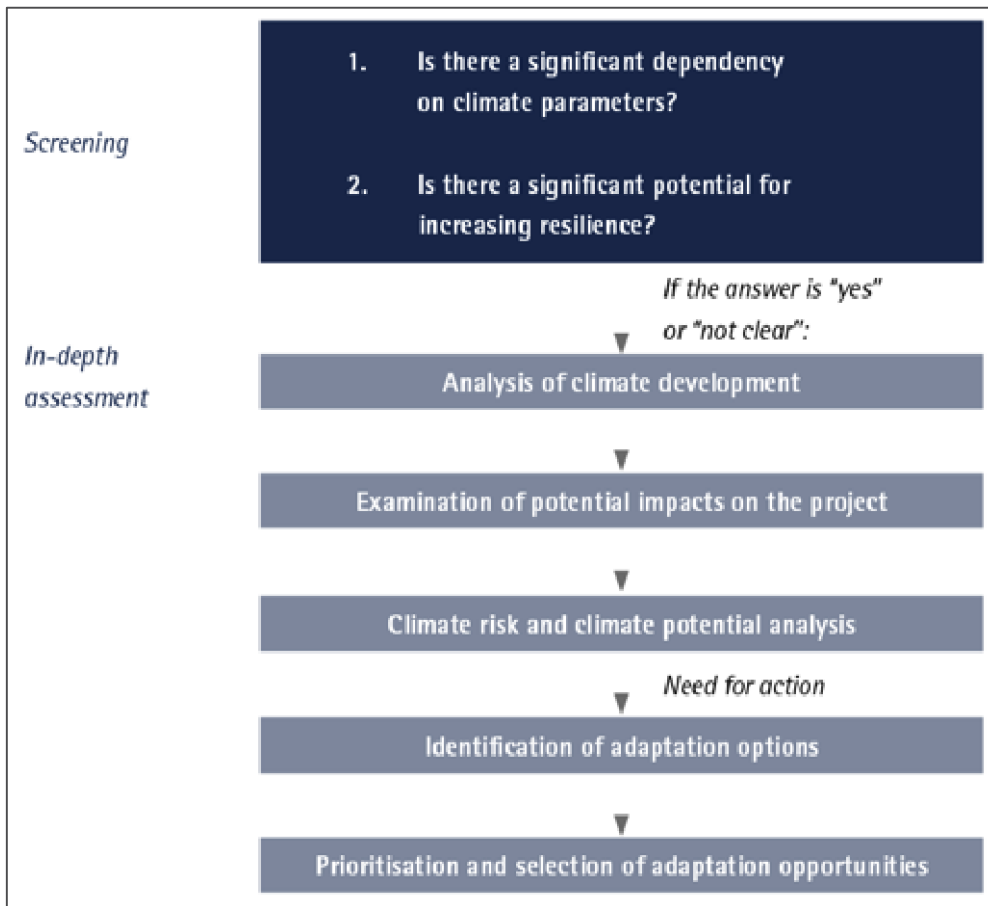 Screening
1. Is there a significant dependency
on climate parameters?
2. Is there a significant potential for
increasing resilience?
If the answer is "yes"
or "not clear":
In-depth
assessment
Analysis of climate development
Examination of potential impacts on the project
Climate risk and climate potential analysis
Need for action
Identification of adaptation options
Prioritisation and selection of adaptation opportunities